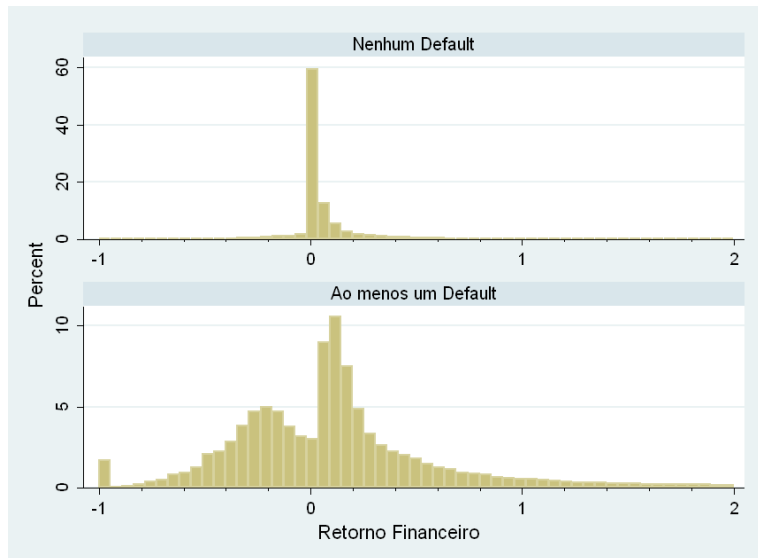 Nenhum Default
60
40
20
0
-1 0 1 2
Percent
Ao menos um Default
10
5
0
-1 0 1 2
Retorno Financeiro